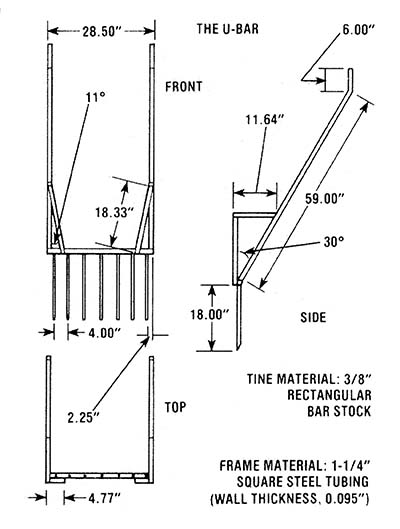 28.50"
THE U-BAR
6.00"
FRONT
11°
11.64"
18.33"
59.00"
30°
18.00"
SIDE
4.00"
2.25"
TOP
TINE MATERIAL: 3/8"
RECTANGULAR
BAR STOCK
FRAME MATERIAL: 1-1/4"
SQUARE STEEL TUBING
(WALL THICKNESS, 0.095")
4.77"